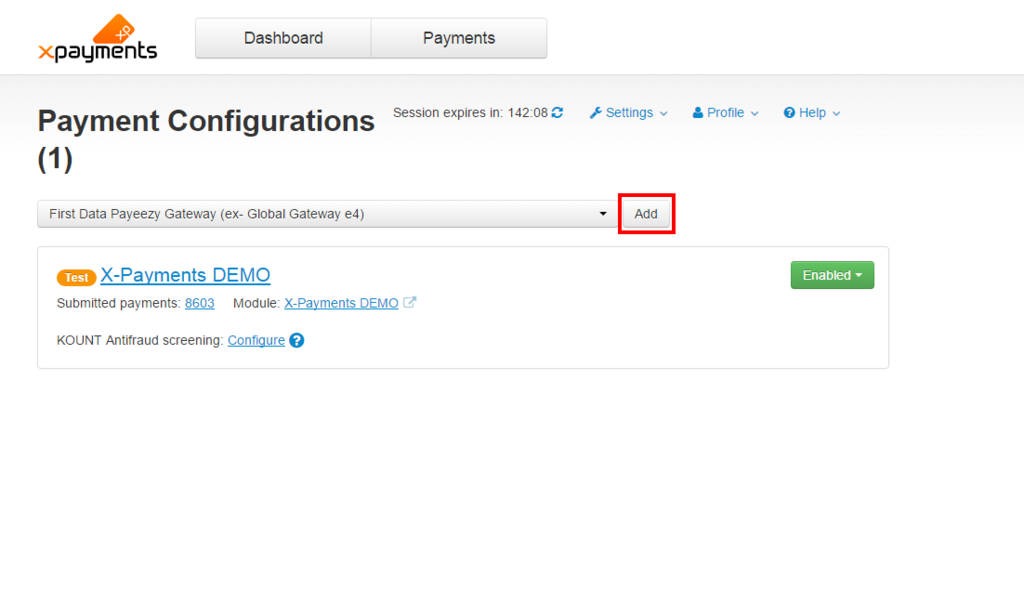 xp
xpayments
Dashboard
Payments
Payment Configurations
(1)
Session expires in: 142:08
Settings
Profile
Help
First Data Payeezy Gateway (ex- Global Gateway e4)
Add
Test X-Payments DEMO
Enabled
Submitted payments: 8603 Module: X-Payments DEMO
KOUNT Antifraud screening: Configure ?